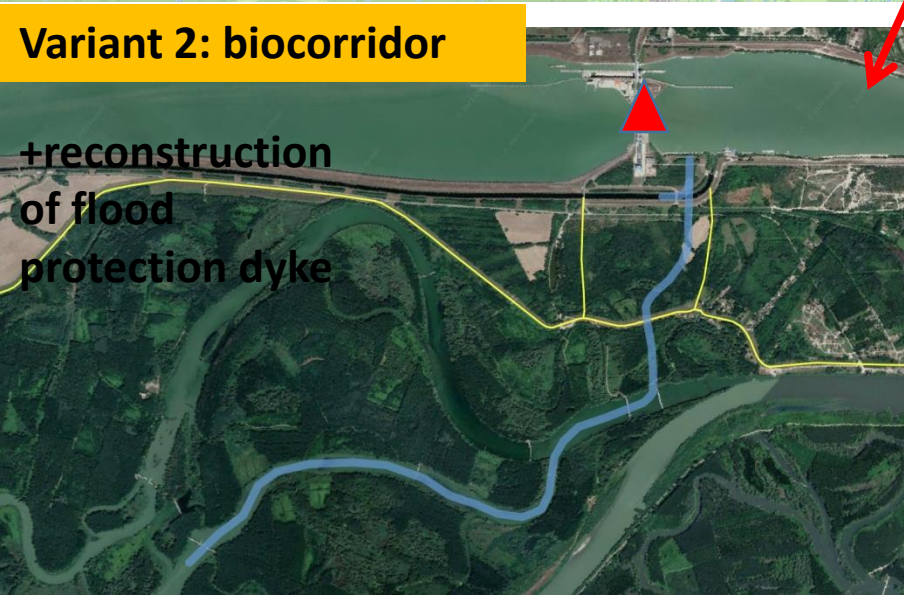 Variant 2: biocorridor
+reconstruction
of flood
protection dyke